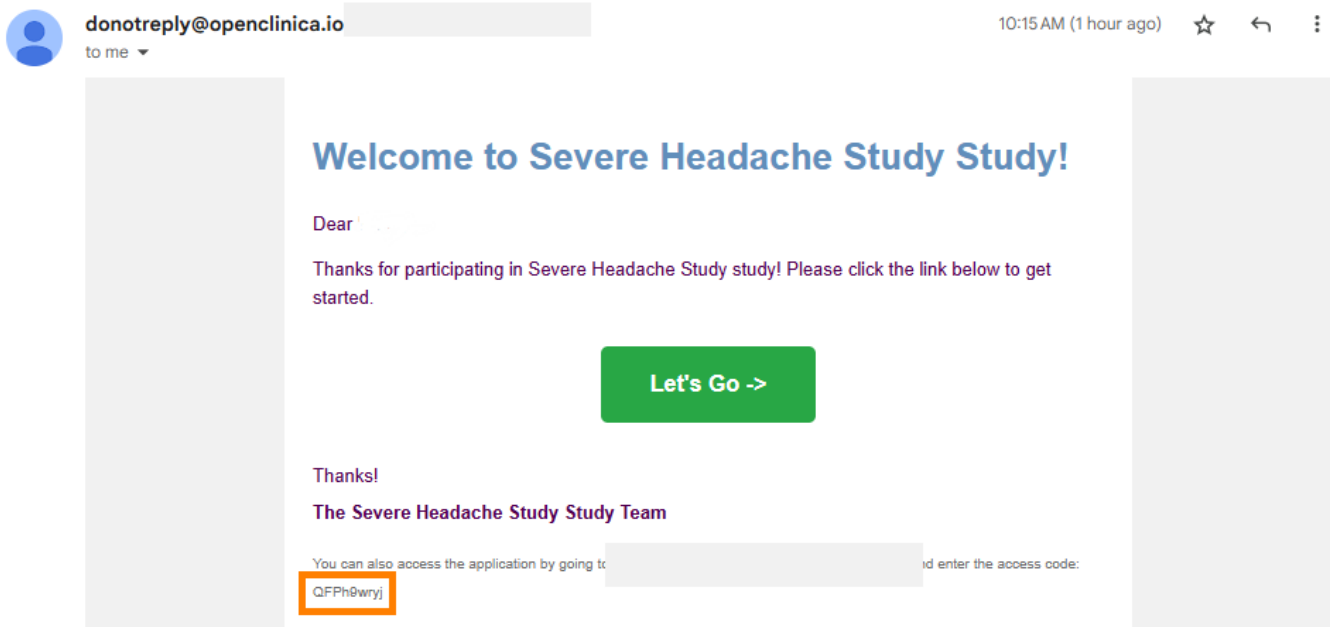 donotreply@openclinica.io
10:15 AM (1 hour ago)
to me
Welcome to Severe Headache Study Study!
Dear
Thanks for participating in Severe Headache Study study! Please click the link below to get
started.
Let's Go ->
Thanks!
The Severe Headache Study Study Team
You can also access the application by going to nd enter the access code:
QFPh9wryj